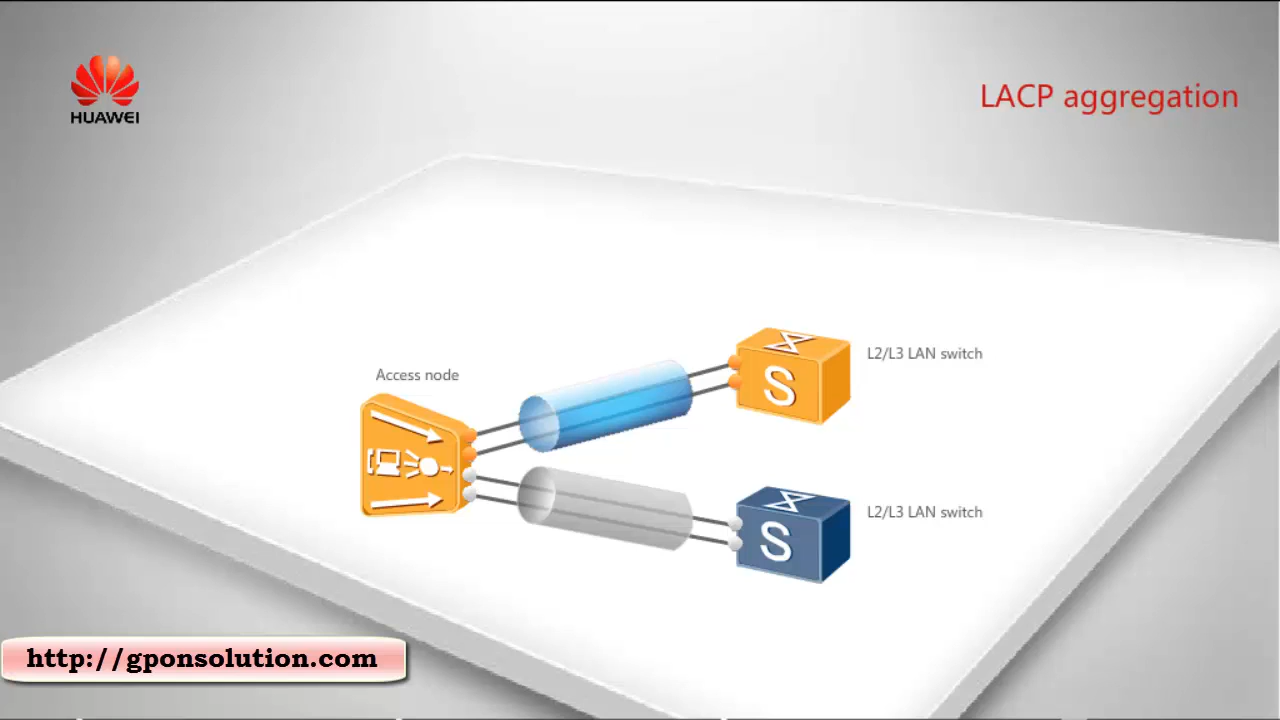 HUAWEI
LACP aggregation
L2/L3 LAN switch
Access node
S
L2/L3 LAN switch
S
http://gponsolution.com